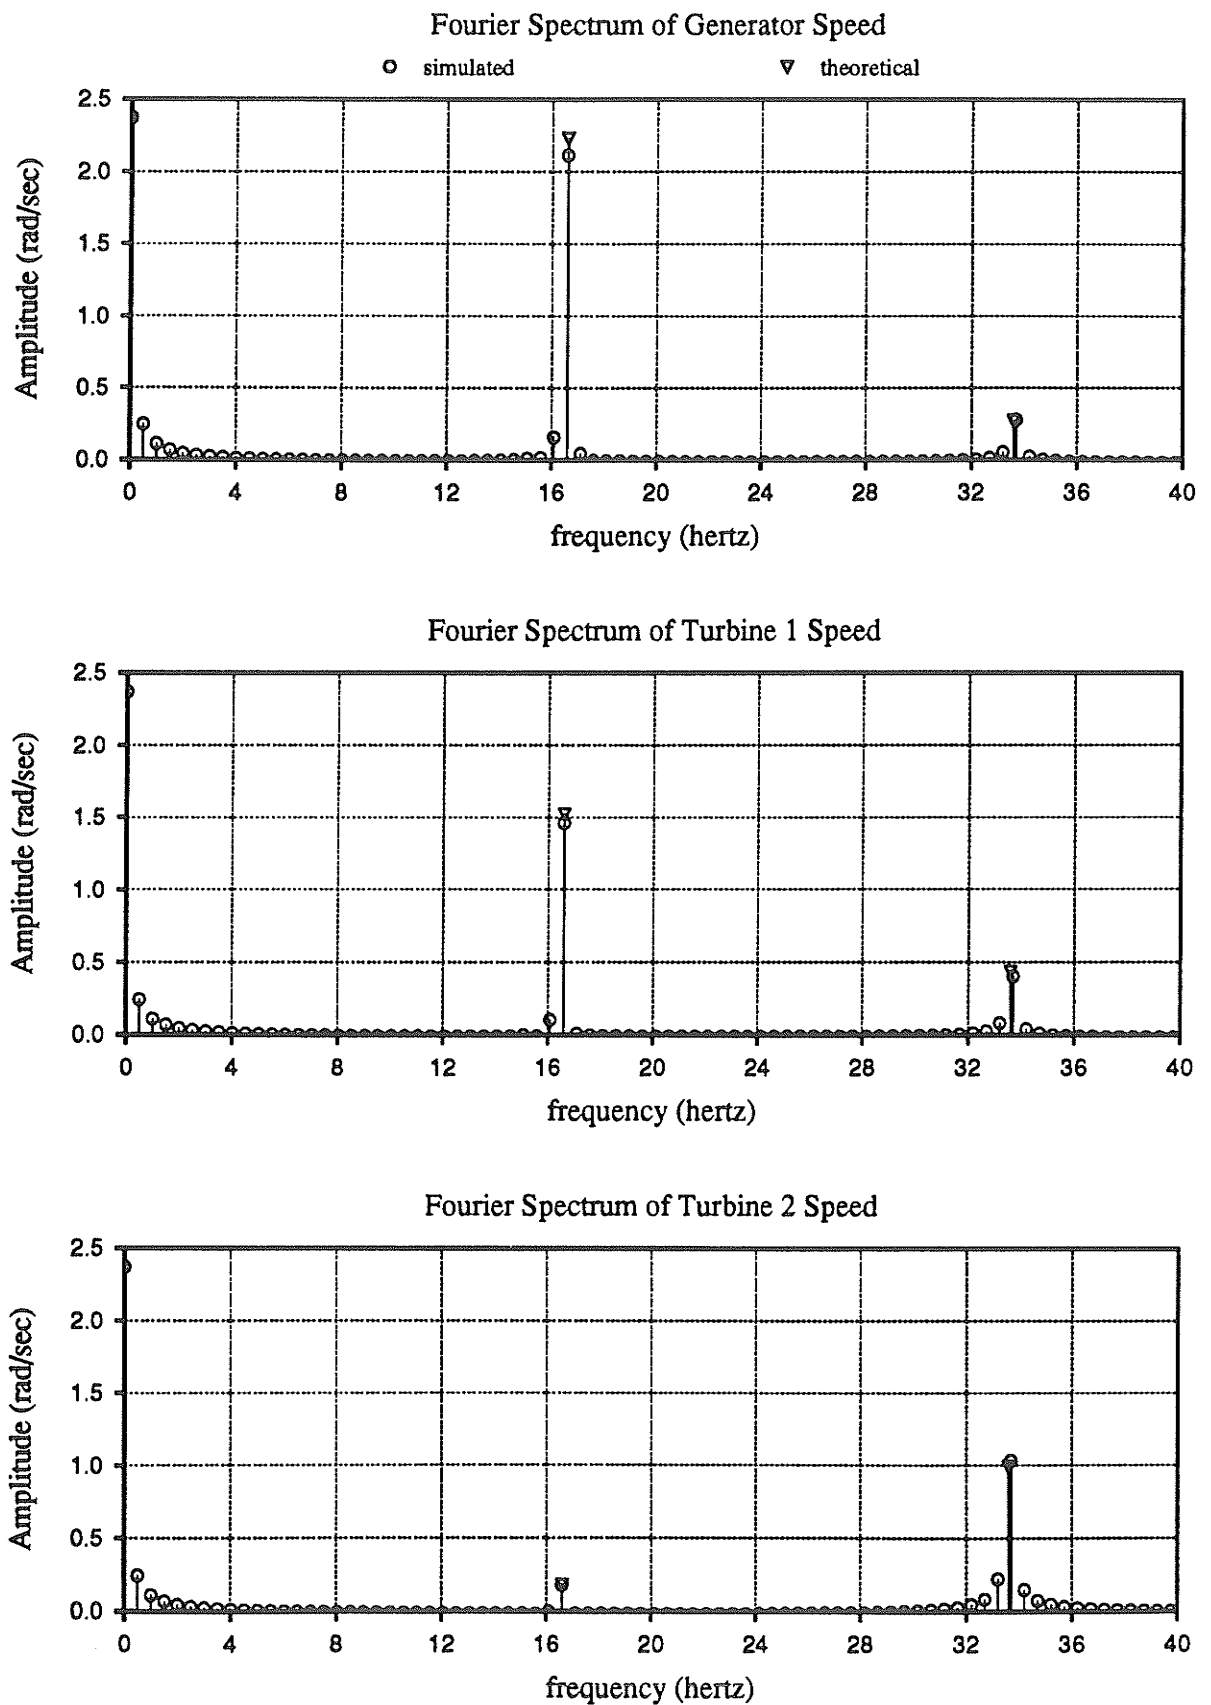 Fourier Spectrum of Generator Speed
simulated theoretical
Amplitude (rad/sec)
2.5
2.0
1.5
1.0
0.5
0.0
0 4 8 12 16 20 24 28 32 36 40
frequency (hertz)
Fourier Spectrum of Turbine 1 Speed
Amplitude (rad/sec)
2.5
2.0
1.5
1.0
0.5
0.0
0 4 8 12 16 20 24 28 32 36 40
frequency (hertz)
Fourier Spectrum of Turbine 2 Speed
Amplitude (rad/sec)
2.5
2.0
1.5
1.0
0.5
0.0
0 4 8 12 16 20 24 28 32 36 40
frequency (hertz)